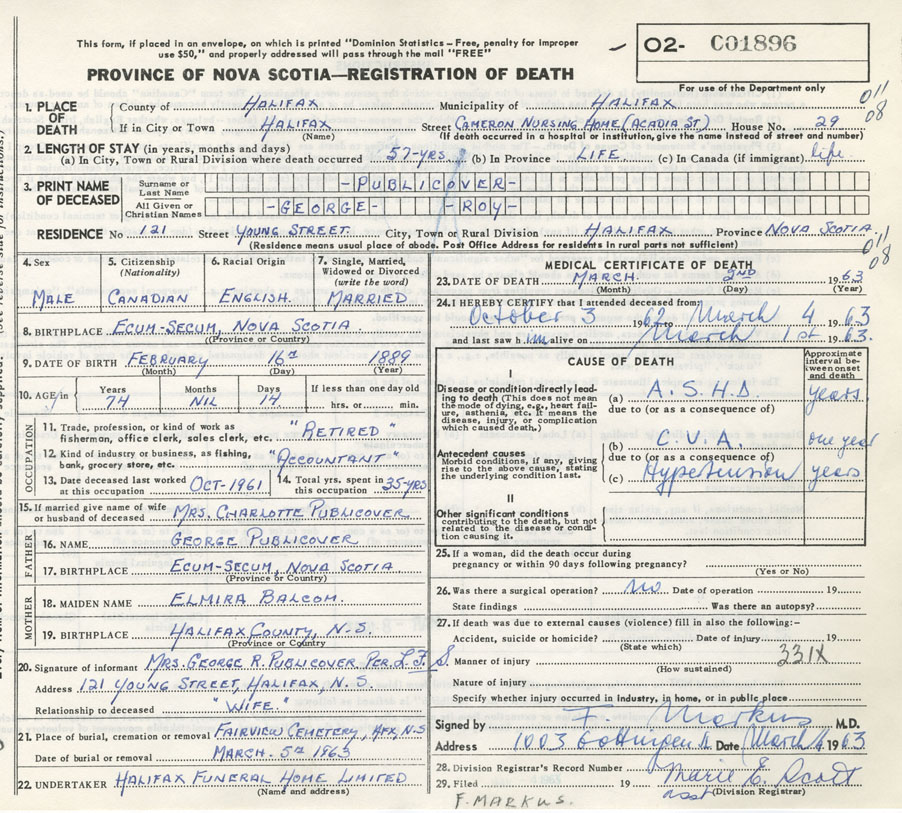 This form, if placed in an envelope, on which is printed "Dominion Statistics – Free, penalty for improper
use $50," and properly addressed will pass through the mail "FREE"
O2- C01896
PROVINCE OF NOVA SCOTIA—REGISTRATION OF DEATH
For use of the Department only
011
08
1. PLACE OF DEATH
County of HALIFAX Municipality of HALIFAX
If in City or Town HALIFAX Street CAMERON NURSING HOME (ACADIA ST.) House No. 29
(Name) (If death occurred in a hospital or institution, give the name instead of street and number)
2. LENGTH OF STAY (in years, months and days)
(a) In City, Town or Rural Division where death occurred 57-YRS. (b) In Province LIFE. (c) In Canada (if immigrant) life
3. PRINT NAME OF DECEASED
Surname or Last Name -PUBLICOVER-
All Given or Christian Names -GEORGE- -ROY-
RESIDENCE No 121 Street YOUNG STREET. City, Town or Rural Division HALIFAX Province NOVA SCOTIA.
(Residence means usual place of abode. Post Office Address for residents in rural parts not sufficient)
011
08
4. Sex
MALE
5. Citizenship (Nationality)
CANADIAN
6. Racial Origin
ENGLISH.
7. Single, Married, Widowed or Divorced (write the word)
MARRIED
8. BIRTHPLACE ECUM-SECUM, NOVA SCOTIA.
(Province or Country)
9. DATE OF BIRTH FEBRUARY 16th 1889
(Month) (Day) (Year)
10. AGE in Years 74 Months NIL Days 14 If less than one day old
hrs. or min.
OCCUPATION
11. Trade, profession or kind of work as
fisherman, office clerk, sales clerk, etc. "RETIRED"
12. Kind of industry or business, as fishing,
bank, grocery store, etc. "ACCOUNTANT"
13. Date deceased last worked at this occupation OCT-1961
14. Total yrs. spent in this occupation 35-YRS
15. If married give name of wife
or husband of deceased MRS. CHARLOTTE PUBLICOVER
FATHER
16. NAME GEORGE PUBLICOVER
17. BIRTHPLACE ECUM-SECUM, NOVA SCOTIA
(Province or Country)
MOTHER
18. MAIDEN NAME ELMIRA BALCOM.
19. BIRTHPLACE HALIFAX COUNTY, N-S.
(Province or Country)
20. Signature of informant MRS. GEORGE R. PUBLICOVER PER. L.F.S.
Address 121 YOUNG STREET, HALIFAX, N.S.
Relationship to deceased "WIFE."
21. Place of burial, cremation or removal FAIRVIEW CEMETERY, HFX, N.S
Date of burial or removal MARCH. 5th 1963
22. UNDERTAKER HALIFAX FUNERAL HOME LIMITED
(Name and address)
MEDICAL CERTIFICATE OF DEATH
23. DATE OF DEATH MARCH. 2nd 1963
(Month) (Day) (Year)
24. I HEREBY CERTIFY that I attended deceased from:
October 3 1962 to March 4 1963
and last saw him alive on March 1st 1963.
CAUSE OF DEATH
Approximate interval between onset and death
I
Disease or condition directly leading to death (This does not mean the mode of dying, e.g., heart failure, asthenia, etc. It means the disease, injury, or complication which caused death.)
(a) A.S.H.D. years
due to (or as a consequence of)
Antecedent causes
Morbid conditions, if any, giving rise to the above cause, stating the underlying condition last.
(b) C.V.A. one year
due to (or as a consequence of)
(c) Hypertension years
II
Other significant conditions
contributing to the death, but not related to the disease or condition causing it.
25. If a woman, did the death occur during
pregnancy or within 90 days following pregnancy?
(Yes or No)
26. Was there a surgical operation? no Date of operation 19
State findings Was there an autopsy?
27. If death was due to external causes (violence) fill in also the following:–
Accident, suicide or homicide? Date of injury 19
(State which)
331X
Manner of injury
(How sustained)
Nature of injury
Specify whether injury occurred in industry, in home, or in public place
Signed by F. Markus M.D.
Address 1003 Gottingen St. Date March 4 1963
28. Division Registrar's Record Number
29. Filed 19 Marie E. Scott
asst (Division Registrar)
F. MARKUS.